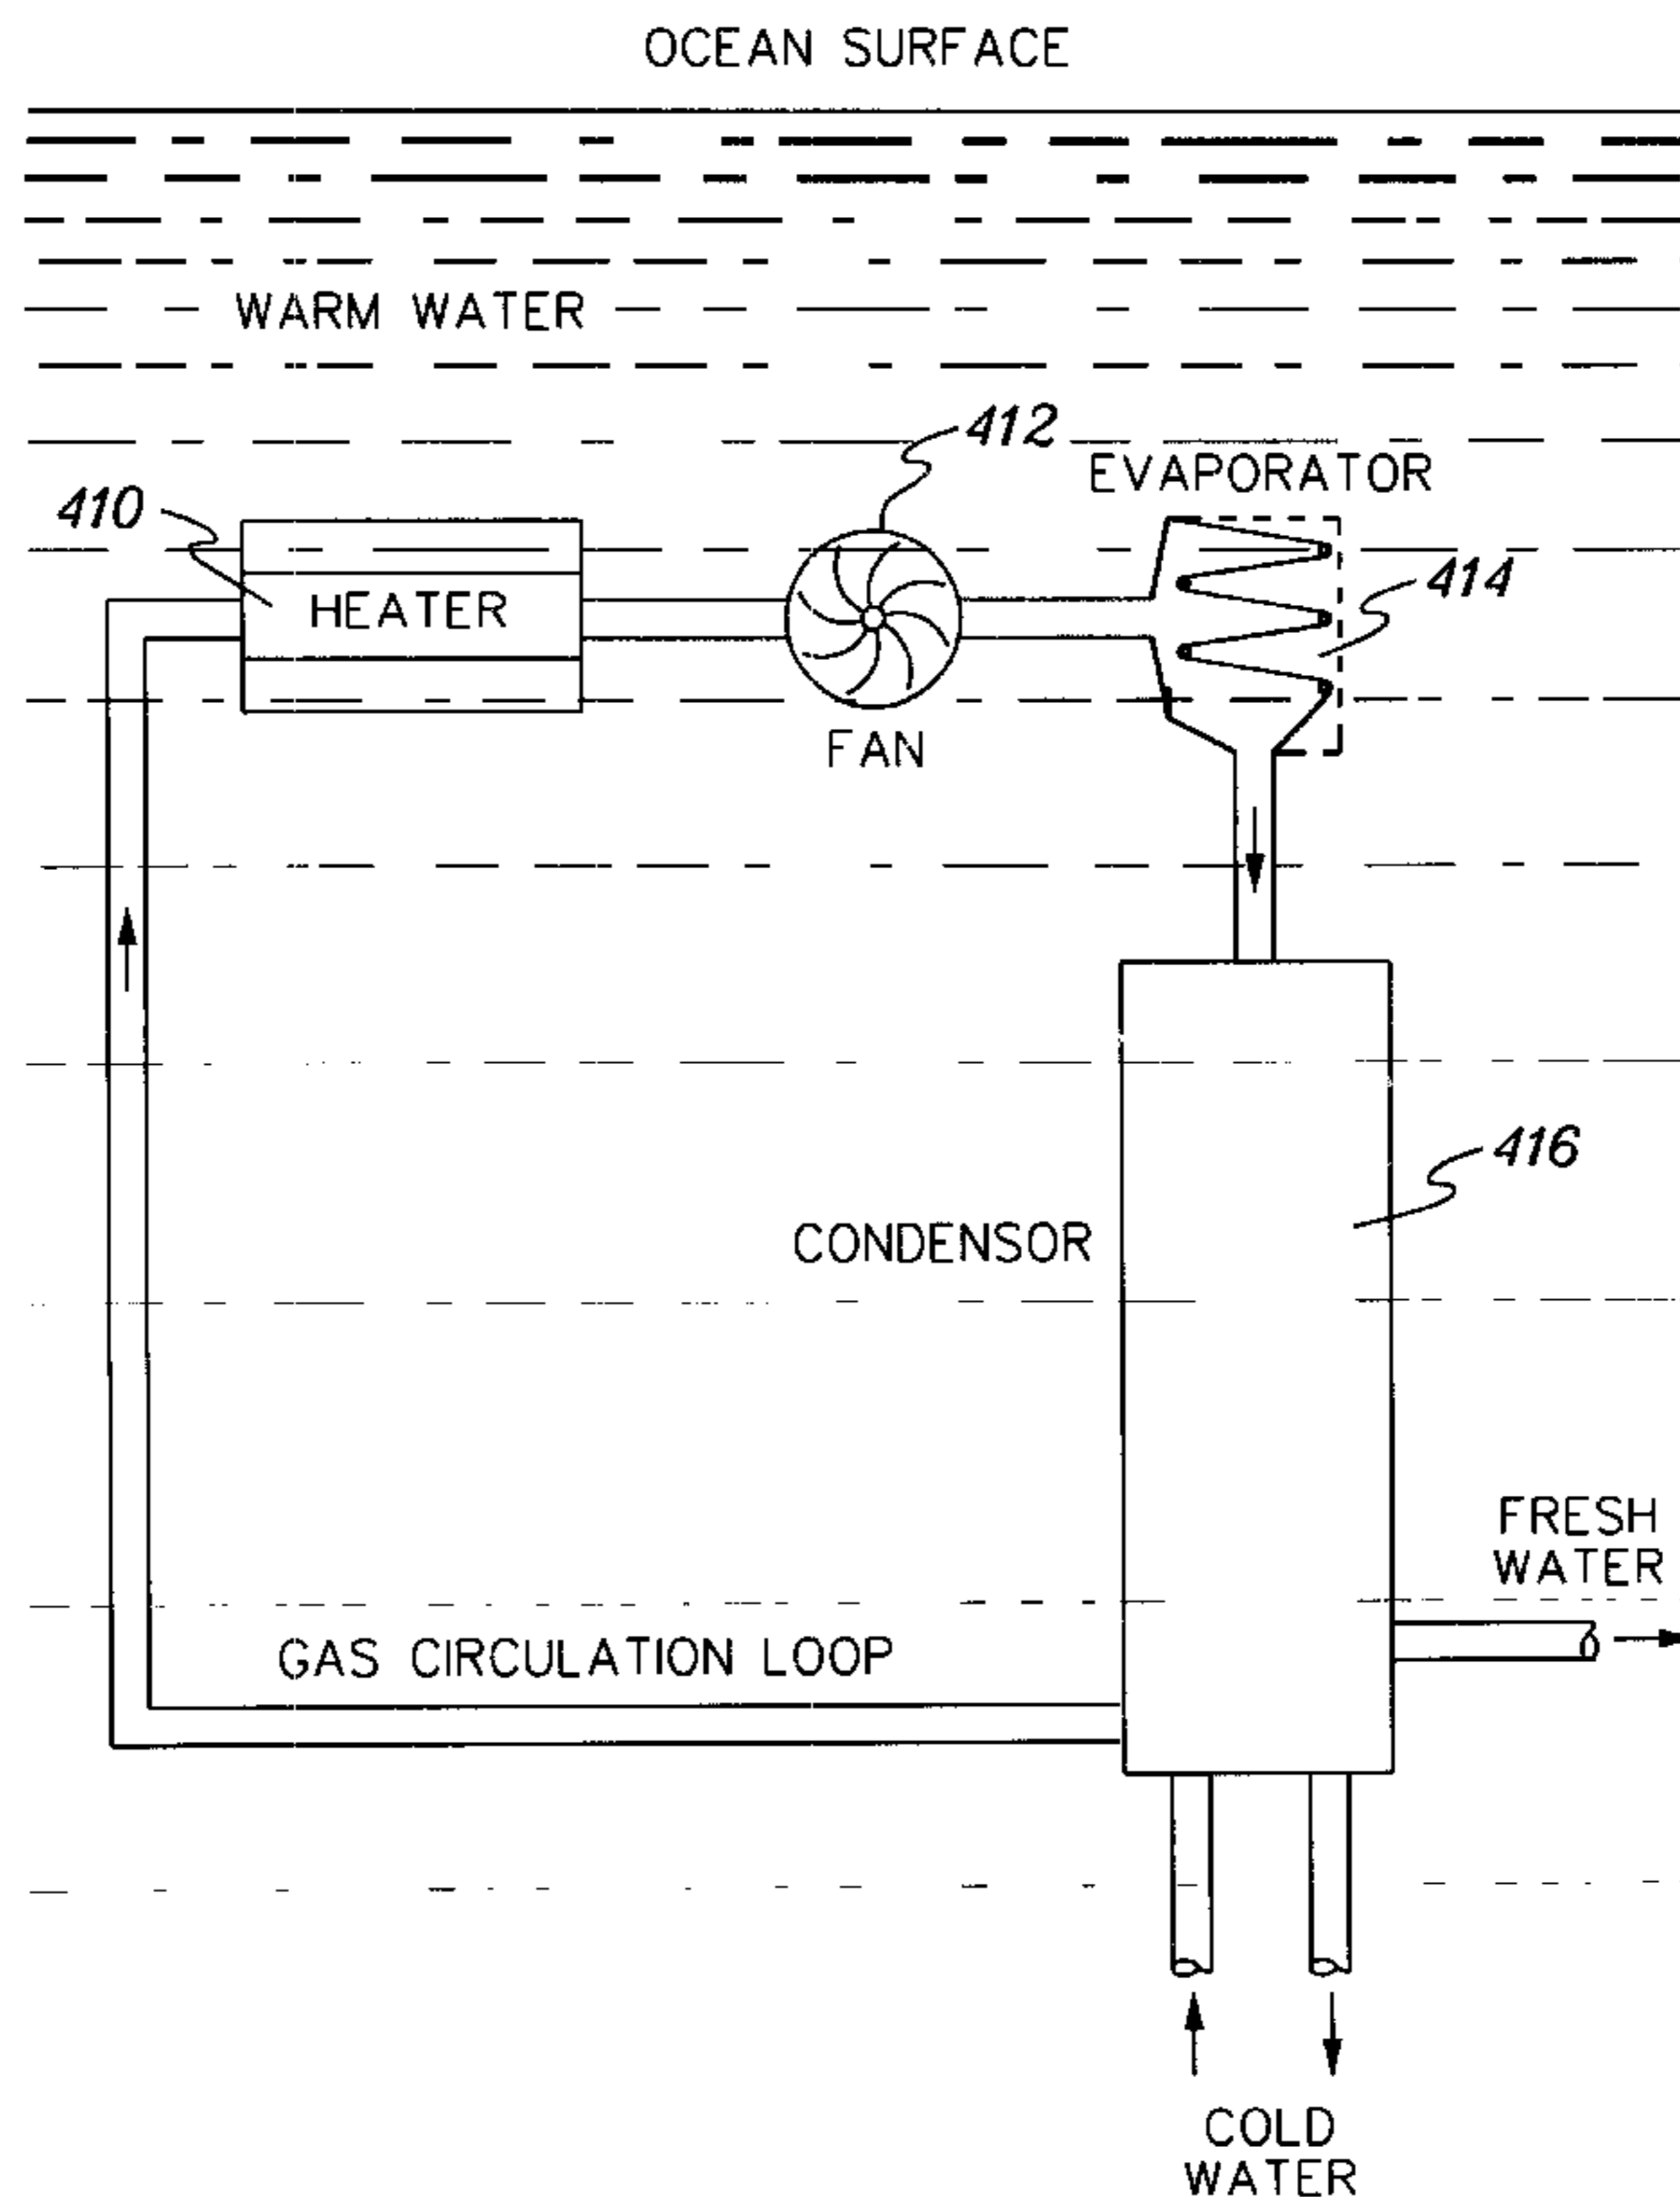 OCEAN SURFACE
WARM WATER
412
EVAPORATOR
410
HEATER
414
FAN
416
CONDENSOR
FRESH
WATER
GAS CIRCULATION LOOP
COLD
WATER